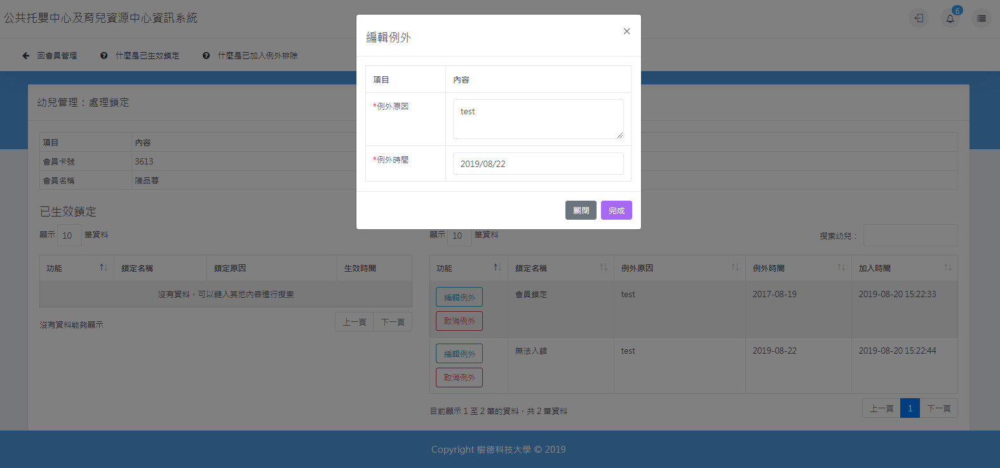 公共托嬰中心及育兒資源中心資訊系統
6
回會員管理 什麼是已生效鎖定 什麼是已加入例外排除
編輯例外
×
項目 內容
*例外原因 test
*例外時間 2019/08/22
關閉 完成
幼兒管理：處理鎖定
項目 內容
會員卡號 3613
會員名稱 陳品蓉
已生效鎖定
顯示 10 筆資料
功能 鎖定名稱 鎖定原因 生效時間
沒有資料，可以鍵入其他內容進行搜索
沒有資料能夠顯示
上一頁 下一頁
顯示 10 筆資料
搜索幼兒：
功能 鎖定名稱 例外原因 例外時間 加入時間
編輯例外 會員鎖定 test 2017-08-19 2019-08-20 15:22:33
取消例外
編輯例外 無法入館 test 2019-08-22 2019-08-20 15:22:44
取消例外
目前顯示 1 至 2 筆的資料，共 2 筆資料
上一頁 1 下一頁
Copyright 樹德科技大學 © 2019